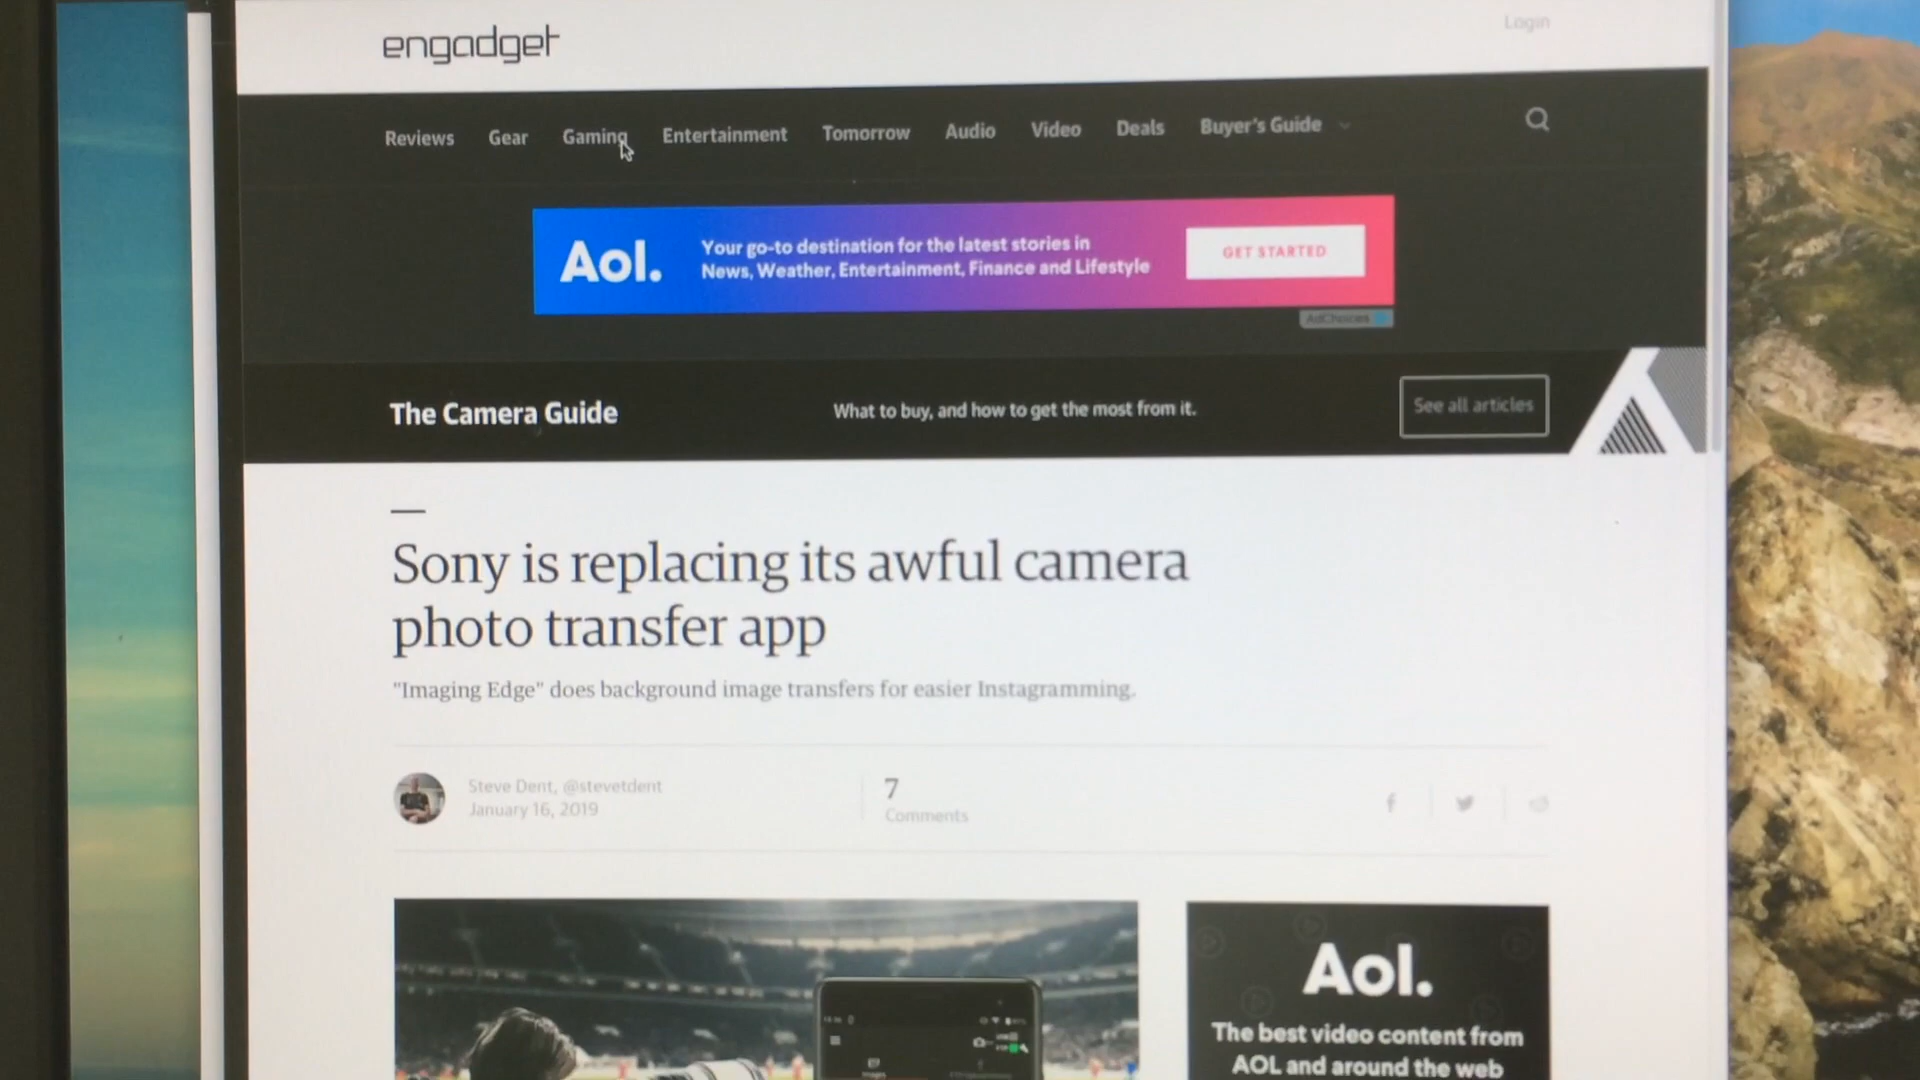 engadget
Login
Reviews Gear Gaming Entertainment Tomorrow Audio Video Deals Buyer's Guide
Aol.
Your go-to destination for the latest stories in
News, Weather, Entertainment, Finance and Lifestyle
GET STARTED
AdChoices
The Camera Guide
What to buy, and how to get the most from it.
See all articles
Sony is replacing its awful camera
photo transfer app
"Imaging Edge" does background image transfers for easier Instagramming.
Steve Dent, @stevetdent
January 16, 2019
7
Comments
Aol.
The best video content from
AOL and around the web